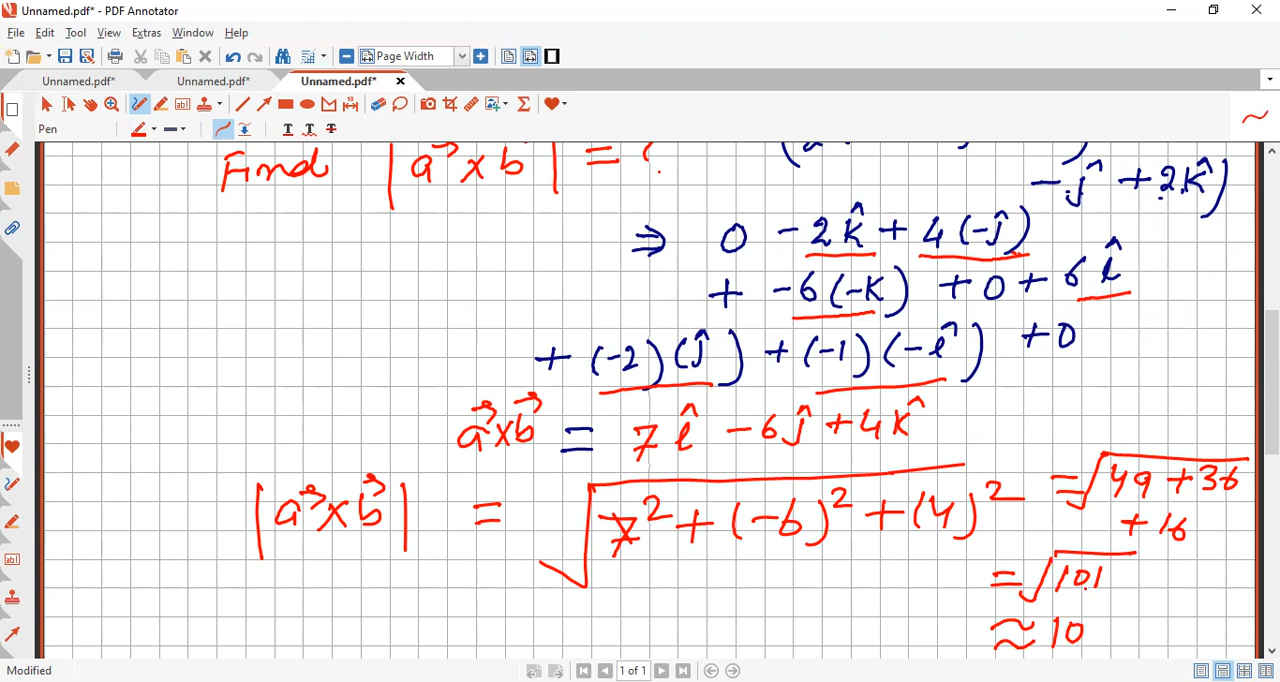 Unnamed.pdf* - PDF Annotator
File Edit Tool View Extras Window Help
Page Width
Unnamed.pdf* Unnamed.pdf* Unnamed.pdf*
Pen
Find |a⃗ × b⃗| = ?
- ĵ + 2k̂)
⇒ 0 - 2k̂ + 4(-ĵ)
+ -6(-k) + 0 + 6î
+ (-2)(ĵ) + (-1)(-î) + 0
a⃗ × b⃗ = 7î - 6ĵ + 4k̂
|a⃗ × b⃗| = √7² + (-6)² + (4)² = √49 + 36
+ 16
= √101
≈ 10
Modified 1 of 1